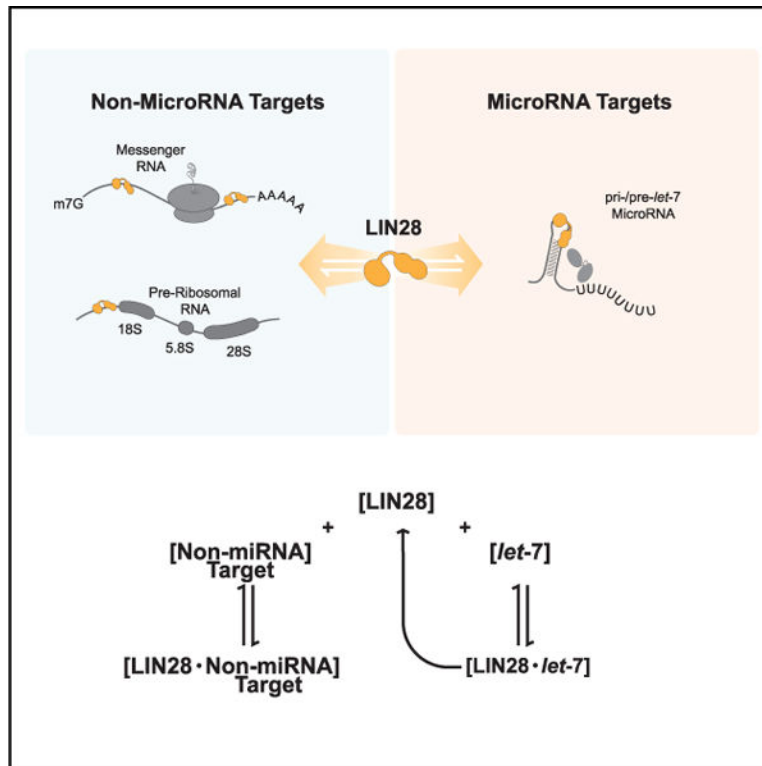 Non-MicroRNA Targets
Messenger
RNA
m7G
AAAAA
Pre-Ribosomal
RNA
18S
5.8S
28S
LIN28
MicroRNA Targets
pri-/pre-let-7
MicroRNA
UUUUUUU
[LIN28]
+
+
[Non-miRNA]
Target
[let-7]
[LIN28·Non-miRNA]
Target
[LIN28·let-7]